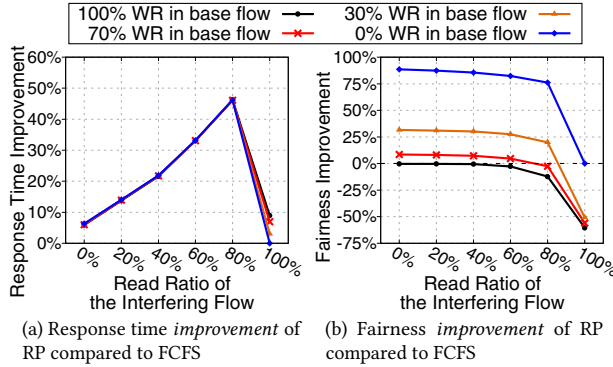 100% WR in base flow
30% WR in base flow
70% WR in base flow
0% WR in base flow
Response Time Improvement
60%
50%
40%
30%
20%
10%
0%
0%
20%
40%
60%
80%
100%
Read Ratio of
the Interfering Flow
(a) Response time improvement of
RP compared to FCFS
Fairness Improvement
100%
75%
50%
25%
0%
-25%
-50%
-75%
0%
20%
40%
60%
80%
100%
Read Ratio of
the Interfering Flow
(b) Fairness improvement of RP
compared to FCFS